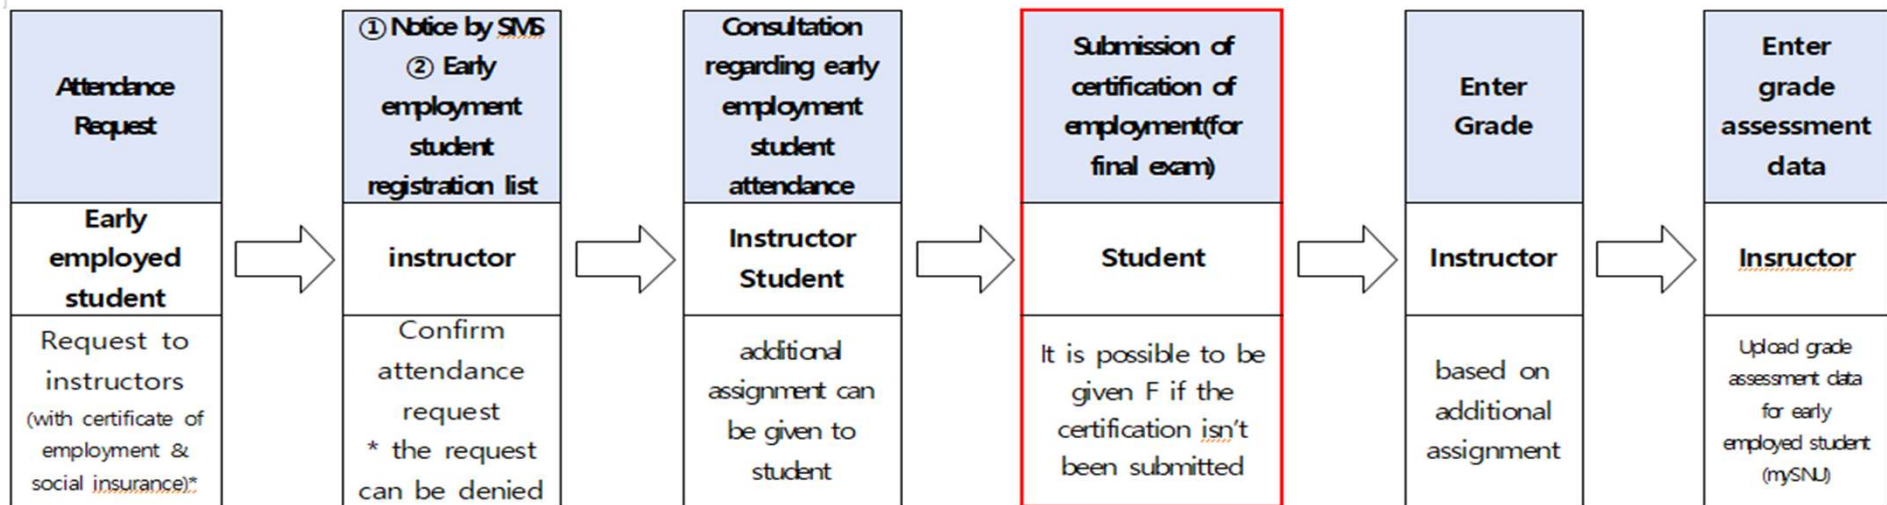 Attendance
Request
Early
employed
student
Request to
instructors
(with certificate of
employment &
social insurance)*
① Notice by SMS
② Early
employment
student
registration list
instructor
Confirm
attendance
request
* the request
can be denied
Consultation
regarding early
employment
student
attendance
Instructor
Student
additional
assignment can
be given to
student
Submission of
certification of
employment(for
final exam)
Student
It is possible to be
given F if the
certification isn't
been submitted
Enter
Grade
Instructor
based on
additional
assignment
Enter
grade
assessment
data
Insructor
Upload grade
assessment data
for early
employed student
(mySNU)